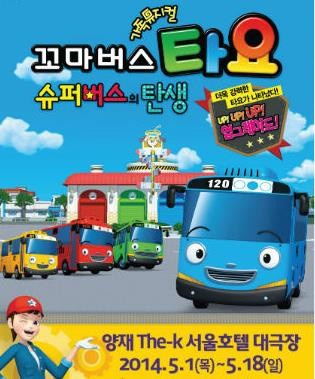 가족뮤지컬
꼬마버스 타요
슈퍼버스의 탄생
더욱 강력한
타요가 나타났다!
UP! UP! UP!
업그레이드!
120
양재 The-k 서울호텔 대극장
2014.5.1(목)~5.18(일)